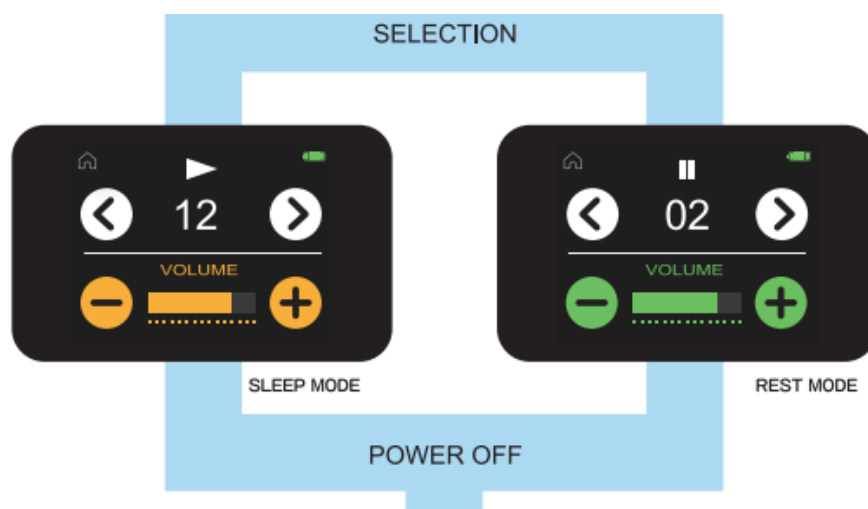 SELECTION
12
VOLUME
SLEEP MODE
02
VOLUME
REST MODE
POWER OFF